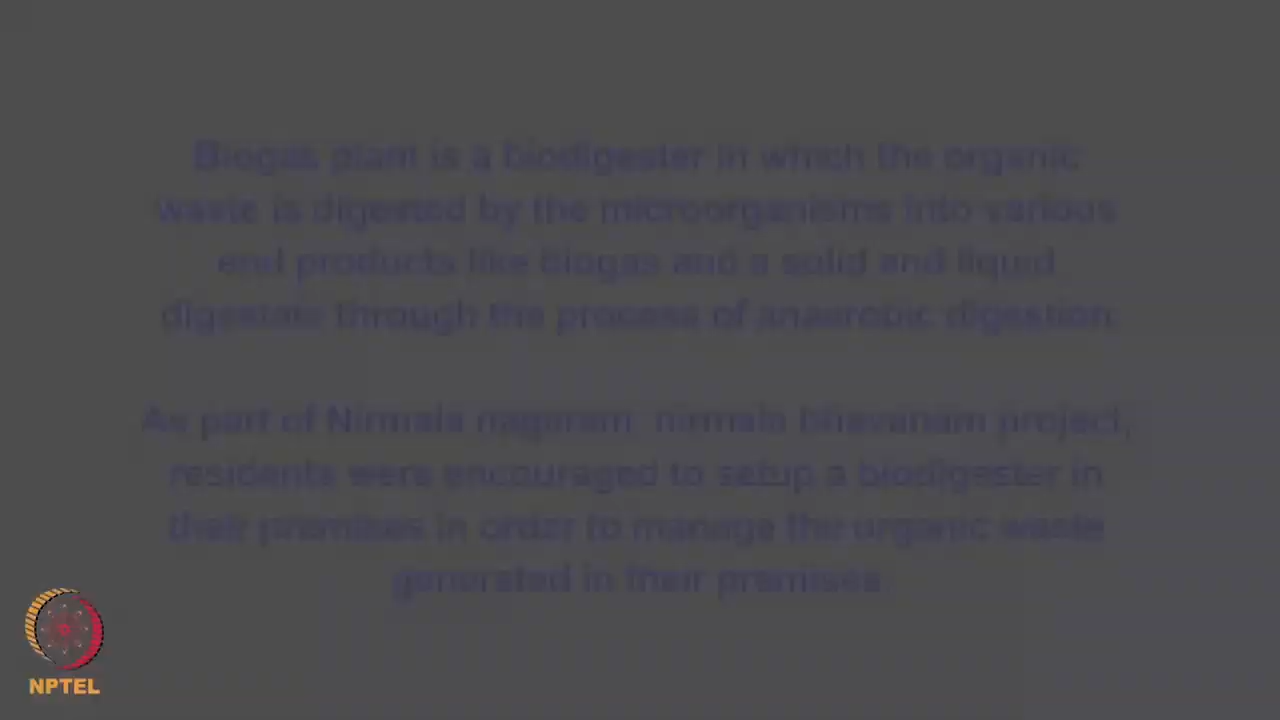 Biogas plant is a biodigester in which the organic
waste is digested by the microorganisms into various
end products like Biogas and a solid and liquid
digestate through the process of anaerobic digestion
As part of Nirmala nagaram, nirmala bhavanam project,
residents were encouraged to setup a biodigester in
their premises in order to manage the organic waste
generated in their premises.
NPTEL